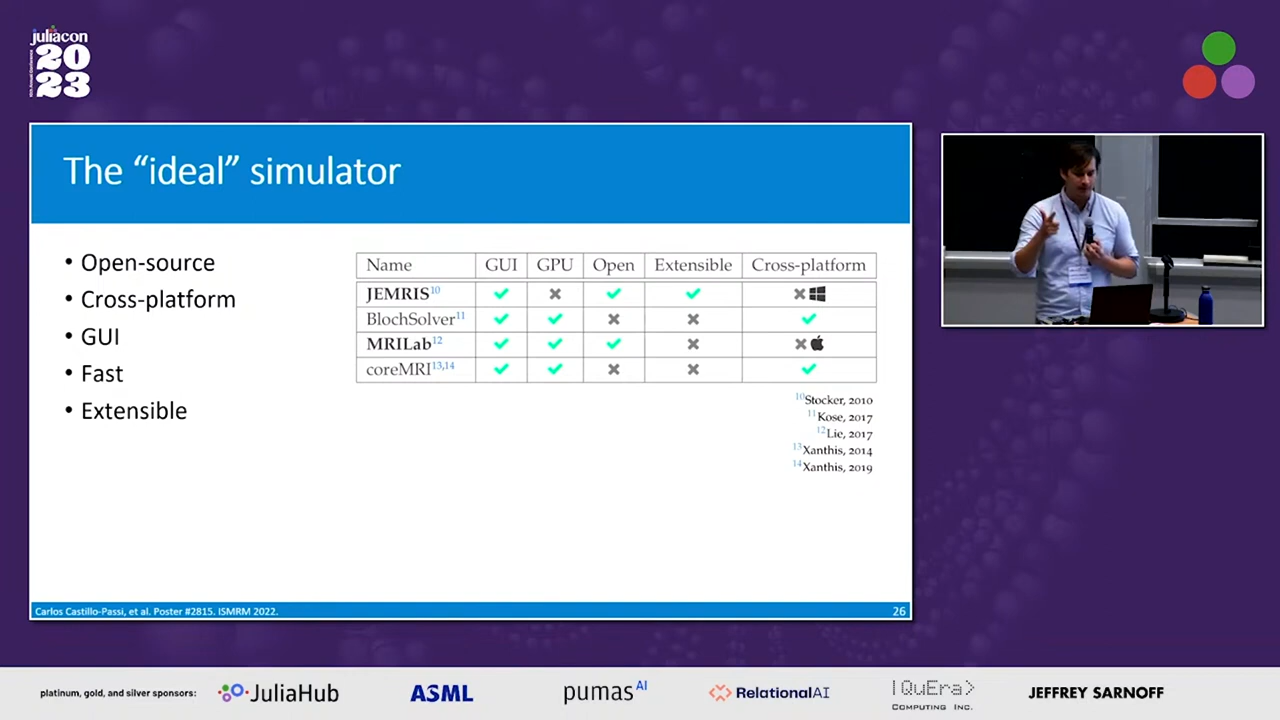 juliacon
20
23
The “ideal” simulator
• Open-source
• Cross-platform
• GUI
• Fast
• Extensible
Name GUI GPU Open Extensible Cross-platform
JEMRIS10 ✓ ✗ ✓ ✓ ✗
BlochSolver11 ✓ ✓ ✗ ✗ ✓
MRILab12 ✓ ✓ ✓ ✗ ✗
coreMRI13,14 ✓ ✓ ✗ ✗ ✓
10Stocker, 2010
11Kose, 2017
12Lie, 2017
13Xanthis, 2014
14Xanthis, 2019
Carlos Castillo-Passi, et al. Poster #2815. ISMRM 2022. 26
platinum, gold, and silver sponsors: JuliaHub ASML pumasAI RelationalAI |QuEra> COMPUTING INC. JEFFREY SARNOFF